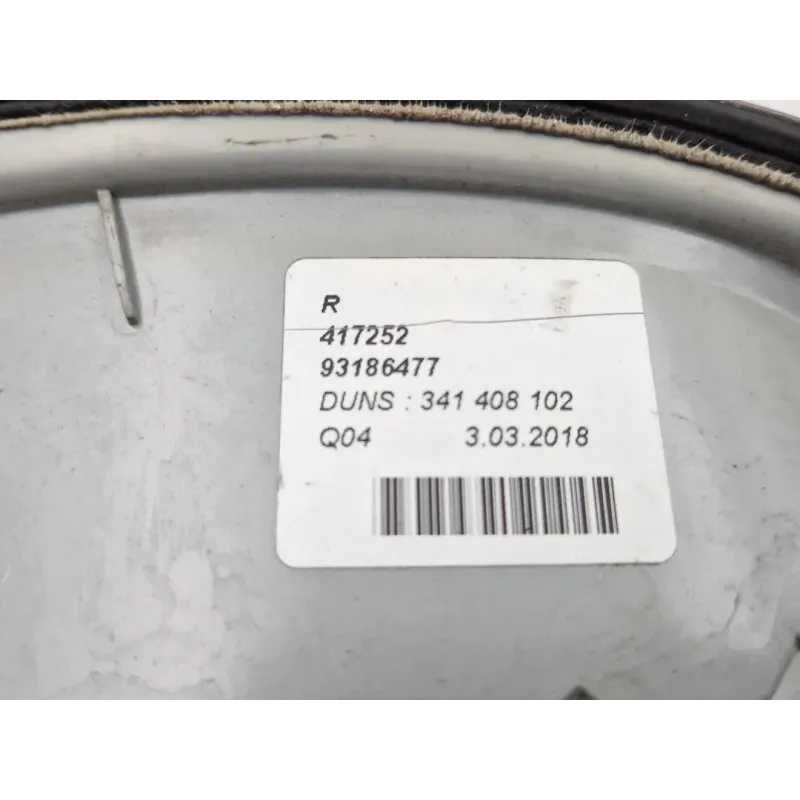 R
417252
93186477
DUNS : 341 408 102
Q04 3.03.2018